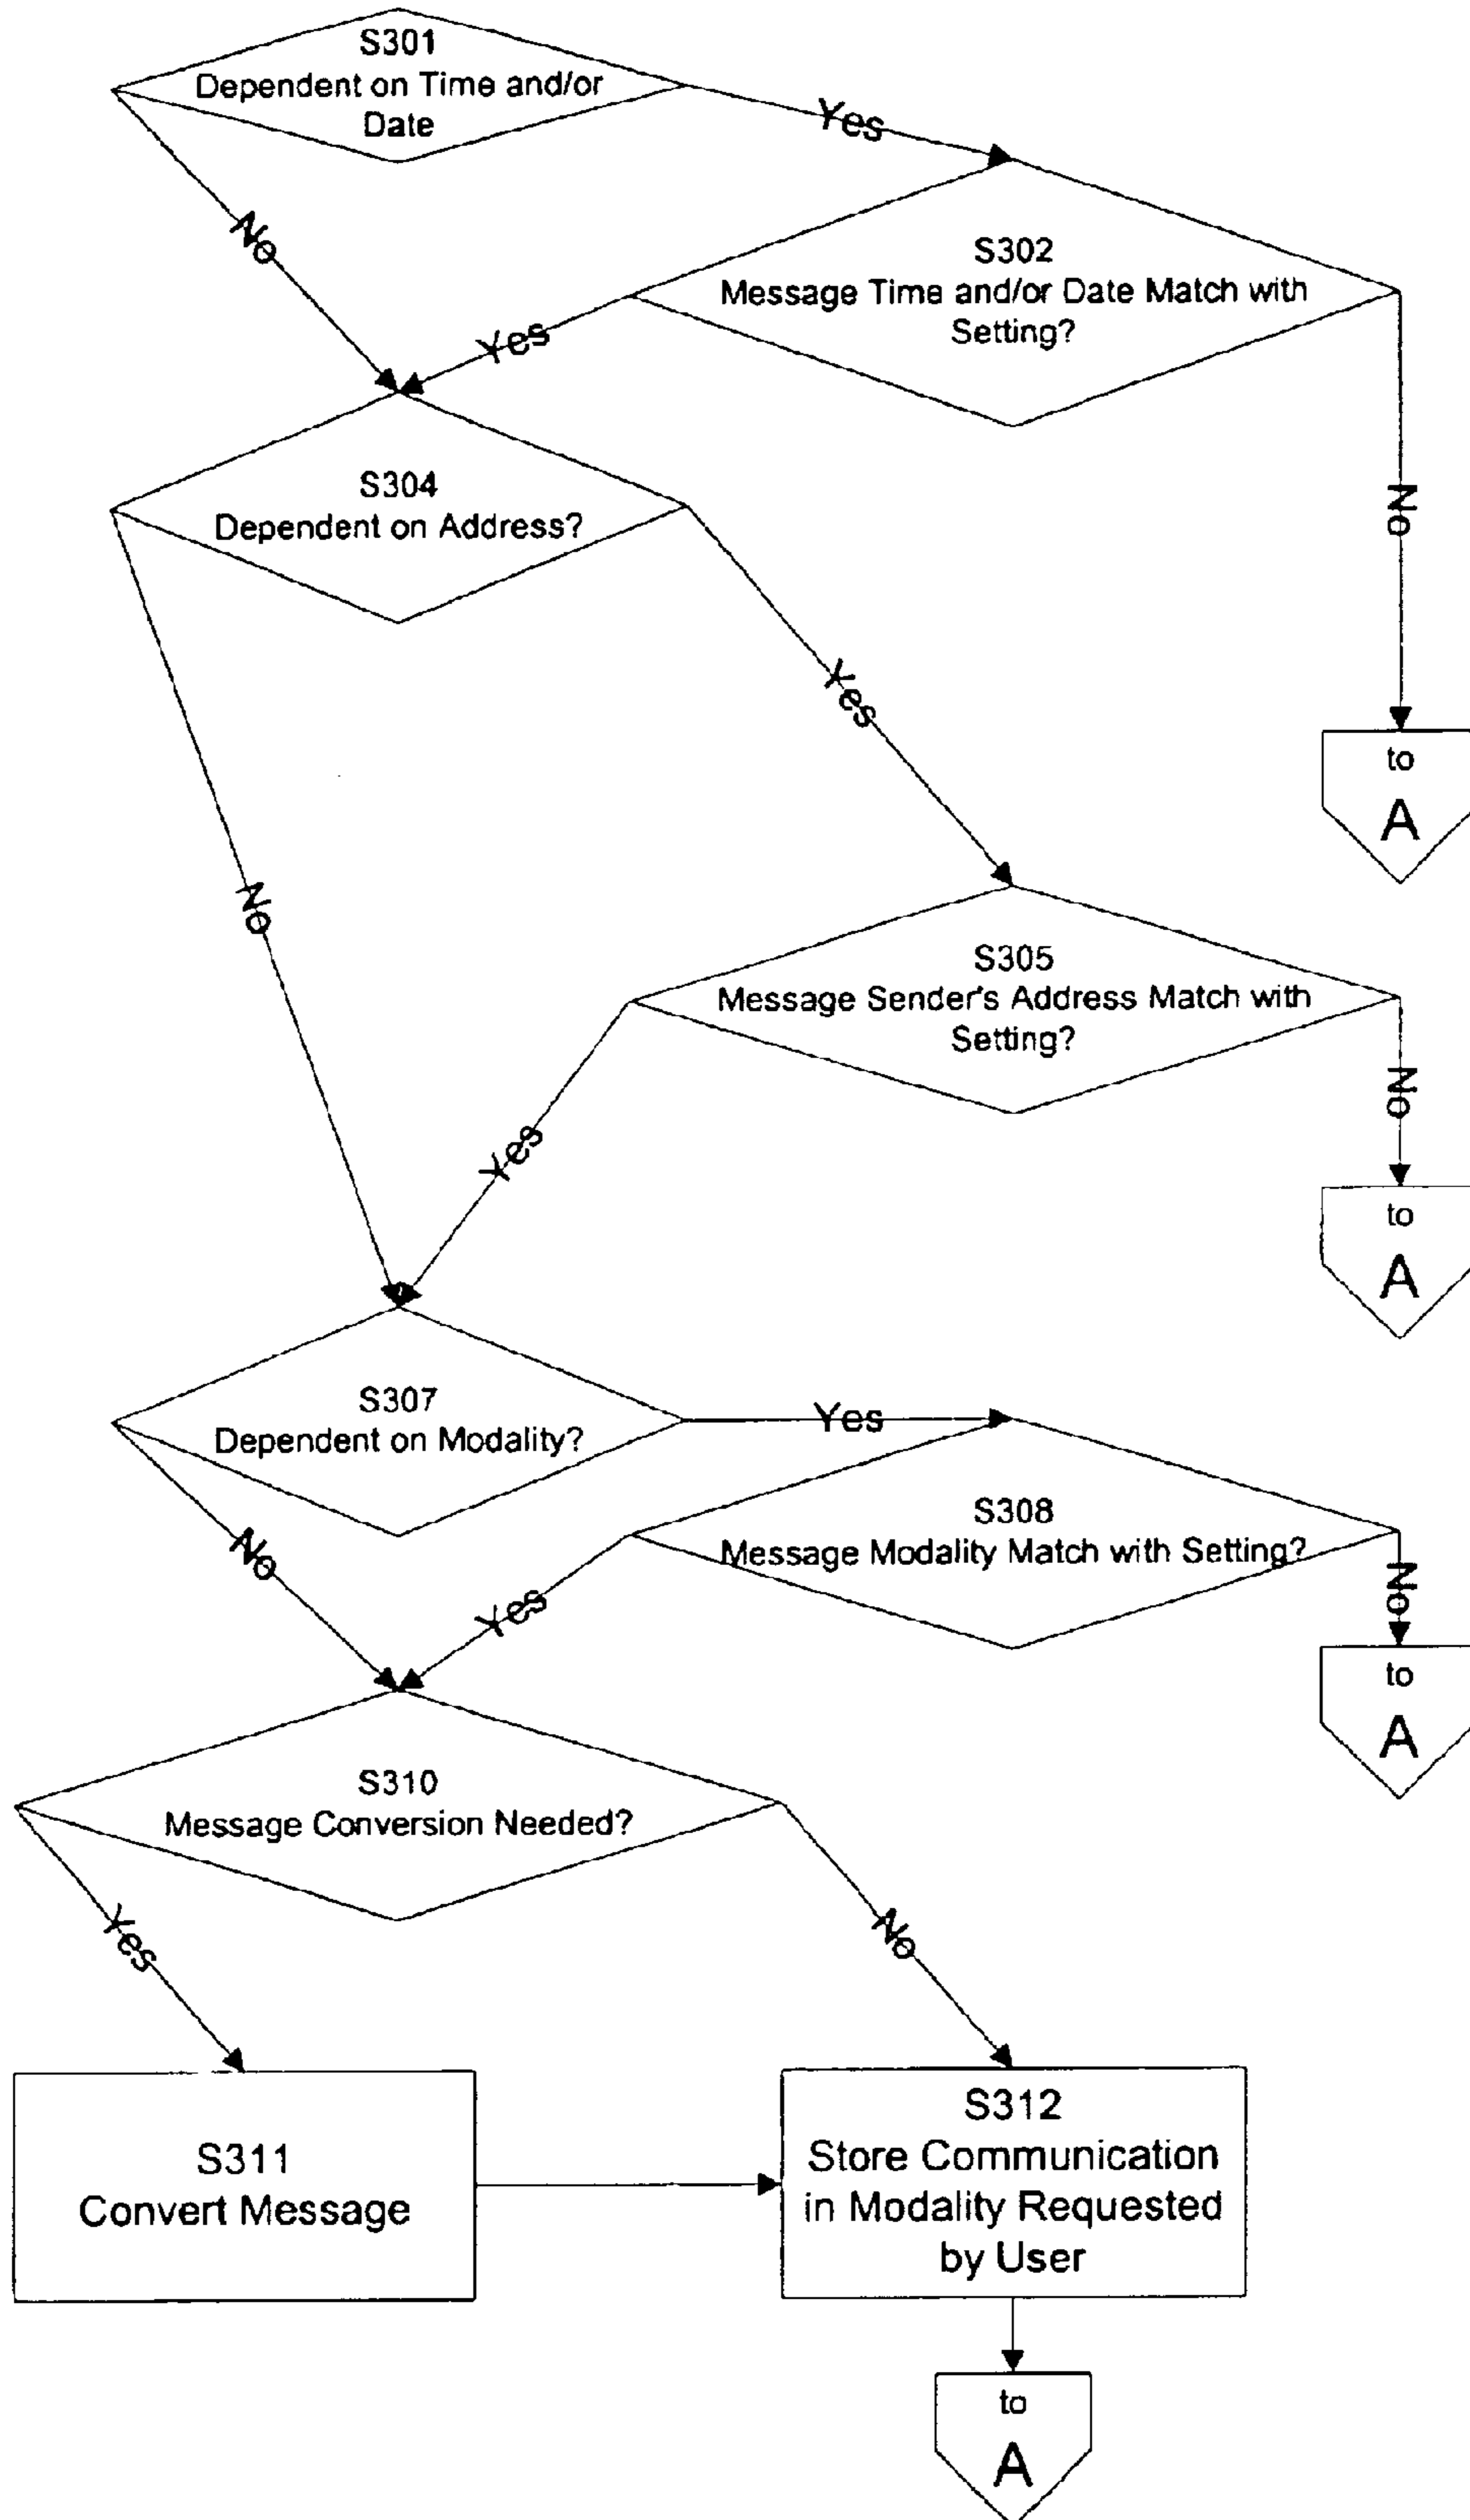 S301
Dependent on Time and/or
Date
Yes
No
S302
Message Time and/or Date Match with
Setting?
Yes
No
S304
Dependent on Address?
Yes
No
to
A
S305
Message Sender's Address Match with
Setting?
Yes
No
to
A
S307
Dependent on Modality?
Yes
No
S308
Message Modality Match with Setting?
Yes
No
to
A
S310
Message Conversion Needed?
Yes
No
S311
Convert Message
S312
Store Communication
in Modality Requested
by User
to
A